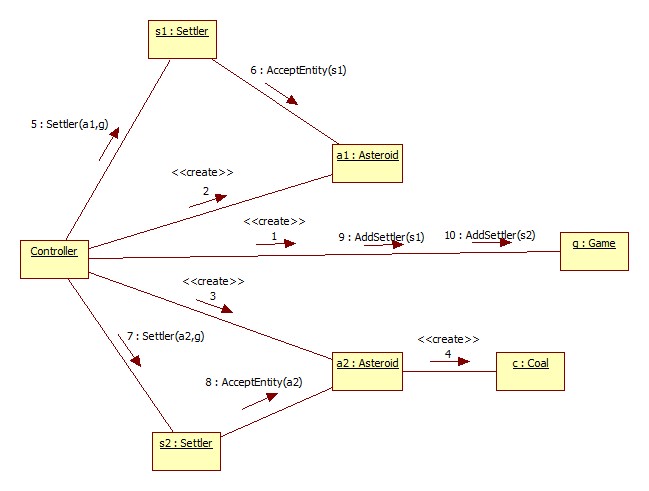 s1 : Settler
6 : AcceptEntity(s1)
5 : Settler(a1,g)
a1 : Asteroid
<<create>>
2
<<create>>
1
9 : AddSettler(s1)
10 : AddSettler(s2)
Controller
g : Game
<<create>>
3
7 : Settler(a2,g)
<<create>>
4
8 : AcceptEntity(a2)
a2 : Asteroid
c : Coal
s2 : Settler